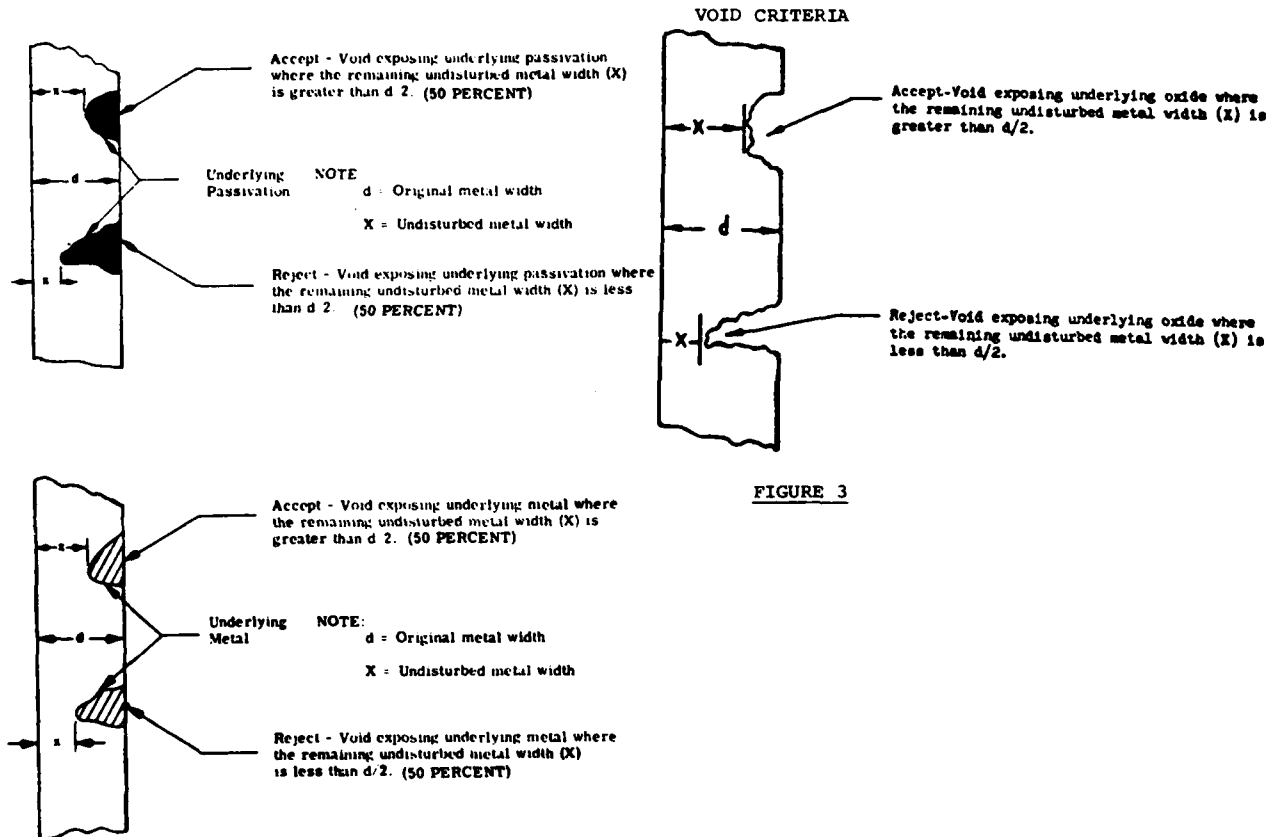 VOID CRITERIA
Accept - Void exposing underlying passivation
where the remaining undisturbed metal width (X)
is greater than d 2. (50 PERCENT)
x
d
Underlying
Passivation
NOTE
d = Original metal width
X = Undisturbed metal width
x
Reject - Void exposing underlying passivation where
the remaining undisturbed metal width (X) is less
than d 2. (50 PERCENT)
X
Accept-Void exposing underlying oxide where
the remaining undisturbed metal width (X) is
greater than d/2.
d
X
Reject-Void exposing underlying oxide where
the remaining undisturbed metal width (X) is
less than d/2.
FIGURE 3
Accept - Void exposing underlying metal where
the remaining undisturbed metal width (X) is
greater than d 2. (50 PERCENT)
x
d
Underlying
Metal
NOTE:
d = Original metal width
X = Undisturbed metal width
x
Reject - Void exposing underlying metal where
the remaining undisturbed metal width (X)
is less than d/2. (50 PERCENT)